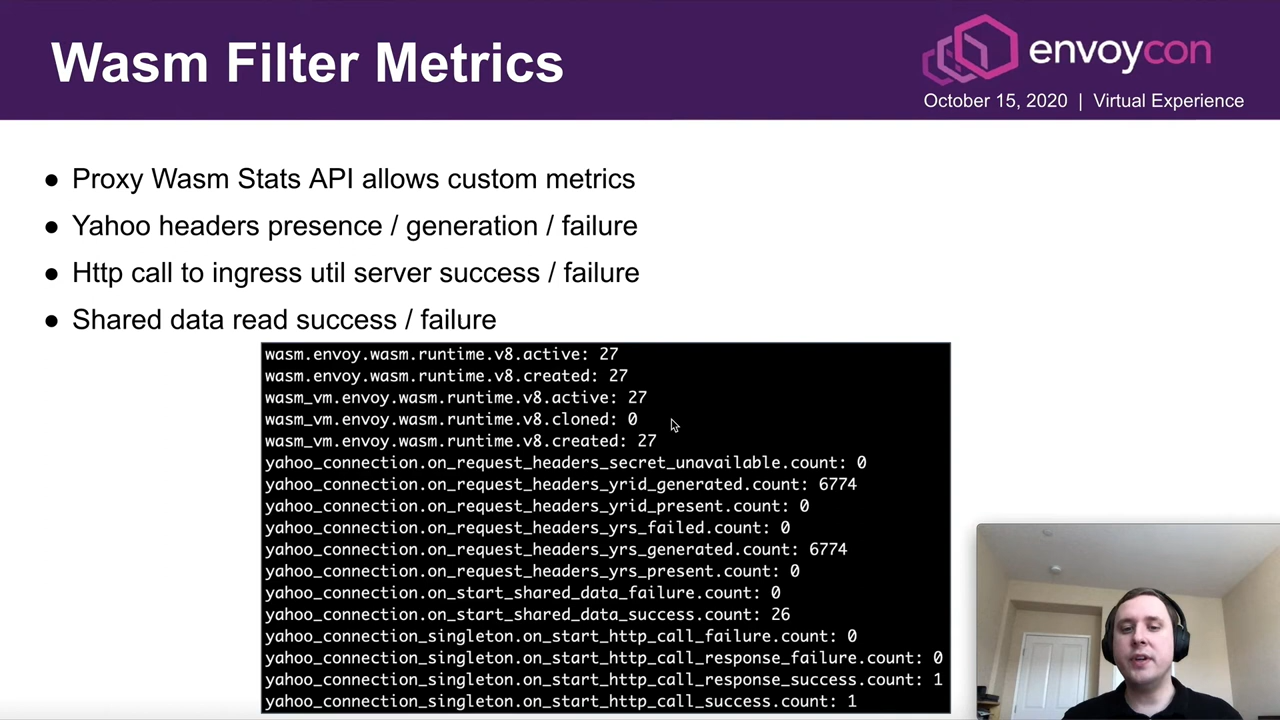 Wasm Filter Metrics
envoycon
October 15, 2020 | Virtual Experience
● Proxy Wasm Stats API allows custom metrics
● Yahoo headers presence / generation / failure
● Http call to ingress util server success / failure
● Shared data read success / failure
wasm.envoy.wasm.runtime.v8.active: 27
wasm.envoy.wasm.runtime.v8.created: 27
wasm_vm.envoy.wasm.runtime.v8.active: 27
wasm_vm.envoy.wasm.runtime.v8.cloned: 0
wasm_vm.envoy.wasm.runtime.v8.created: 27
yahoo_connection.on_request_headers_secret_unavailable.count: 0
yahoo_connection.on_request_headers_yrid_generated.count: 6774
yahoo_connection.on_request_headers_yrid_present.count: 0
yahoo_connection.on_request_headers_yrs_failed.count: 0
yahoo_connection.on_request_headers_yrs_generated.count: 6774
yahoo_connection.on_request_headers_yrs_present.count: 0
yahoo_connection.on_start_shared_data_failure.count: 0
yahoo_connection.on_start_shared_data_success.count: 26
yahoo_connection_singleton.on_start_http_call_failure.count: 0
yahoo_connection_singleton.on_start_http_call_response_failure.count: 0
yahoo_connection_singleton.on_start_http_call_response_success.count: 1
yahoo_connection_singleton.on_start_http_call_success.count: 1